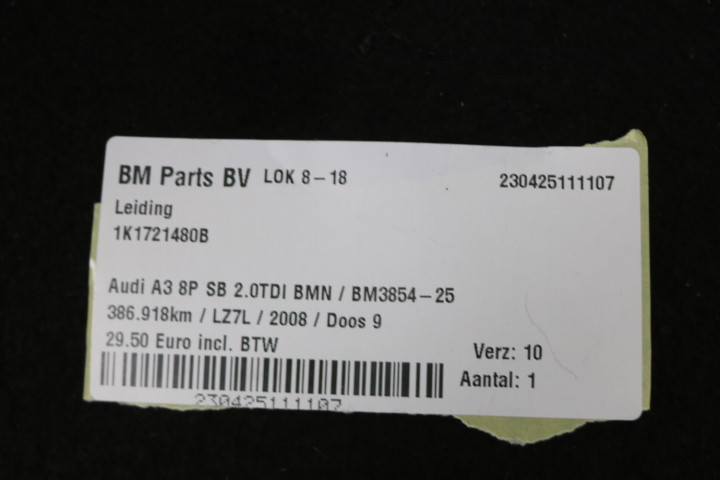 BM Parts BV LOK 8-18 230425111107
Leiding
1K1721480B
Audi A3 8P SB 2.0TDI BMN / BM3854-25
386.918km / LZ7L / 2008 / Doos 9
29.50 Euro incl. BTW
Verz: 10
Aantal: 1
230425111107